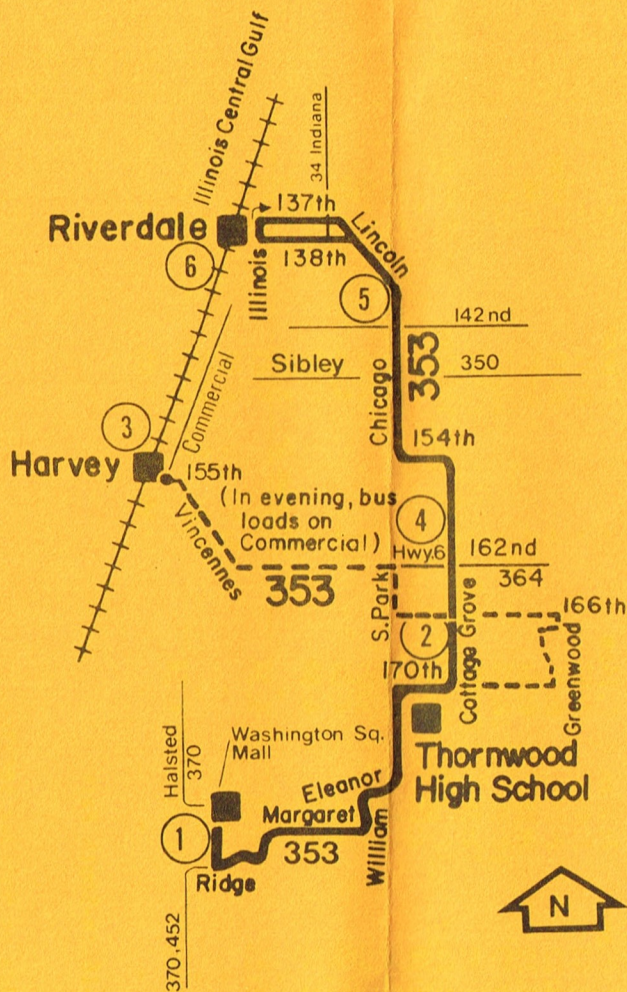 Illinois Central Gulf
34 Indiana
137th
Riverdale
Lincoln
138th
Illinois
6
5
142nd
353
Sibley
350
Commercial
Chicago
3
154th
Harvey
155th
(In evening, bus
loads on
Commercial)
4
Hwy.6
162nd
364
Vincennes
353
S.Park
166th
2
Cottage Grove
Greenwood
170th
Halsted
370
Washington Sq.
Mall
Thornwood
High School
Eleanor
Margaret
1
353
William
Ridge
370,452
N